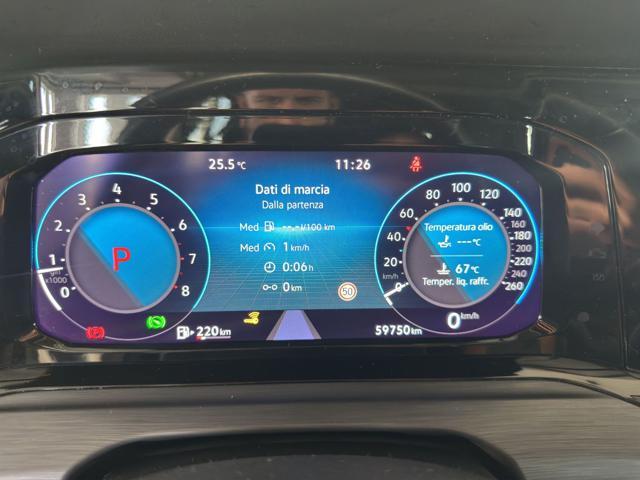 25.5 °C 11:26
Dati di marcia
Dalla partenza
Med --.- l/100 km
Med 1 km/h
0:06 h
0 km
50
0 1 2 3 4 5 6 7 8
g/min
x1000
P
0 20 40 60 80 100 120 140 160 180 200 220 240 260
Temperatura olio
--- °C
67 °C
Temper. liq. raffr.
220 km
59750 km
0 km/h